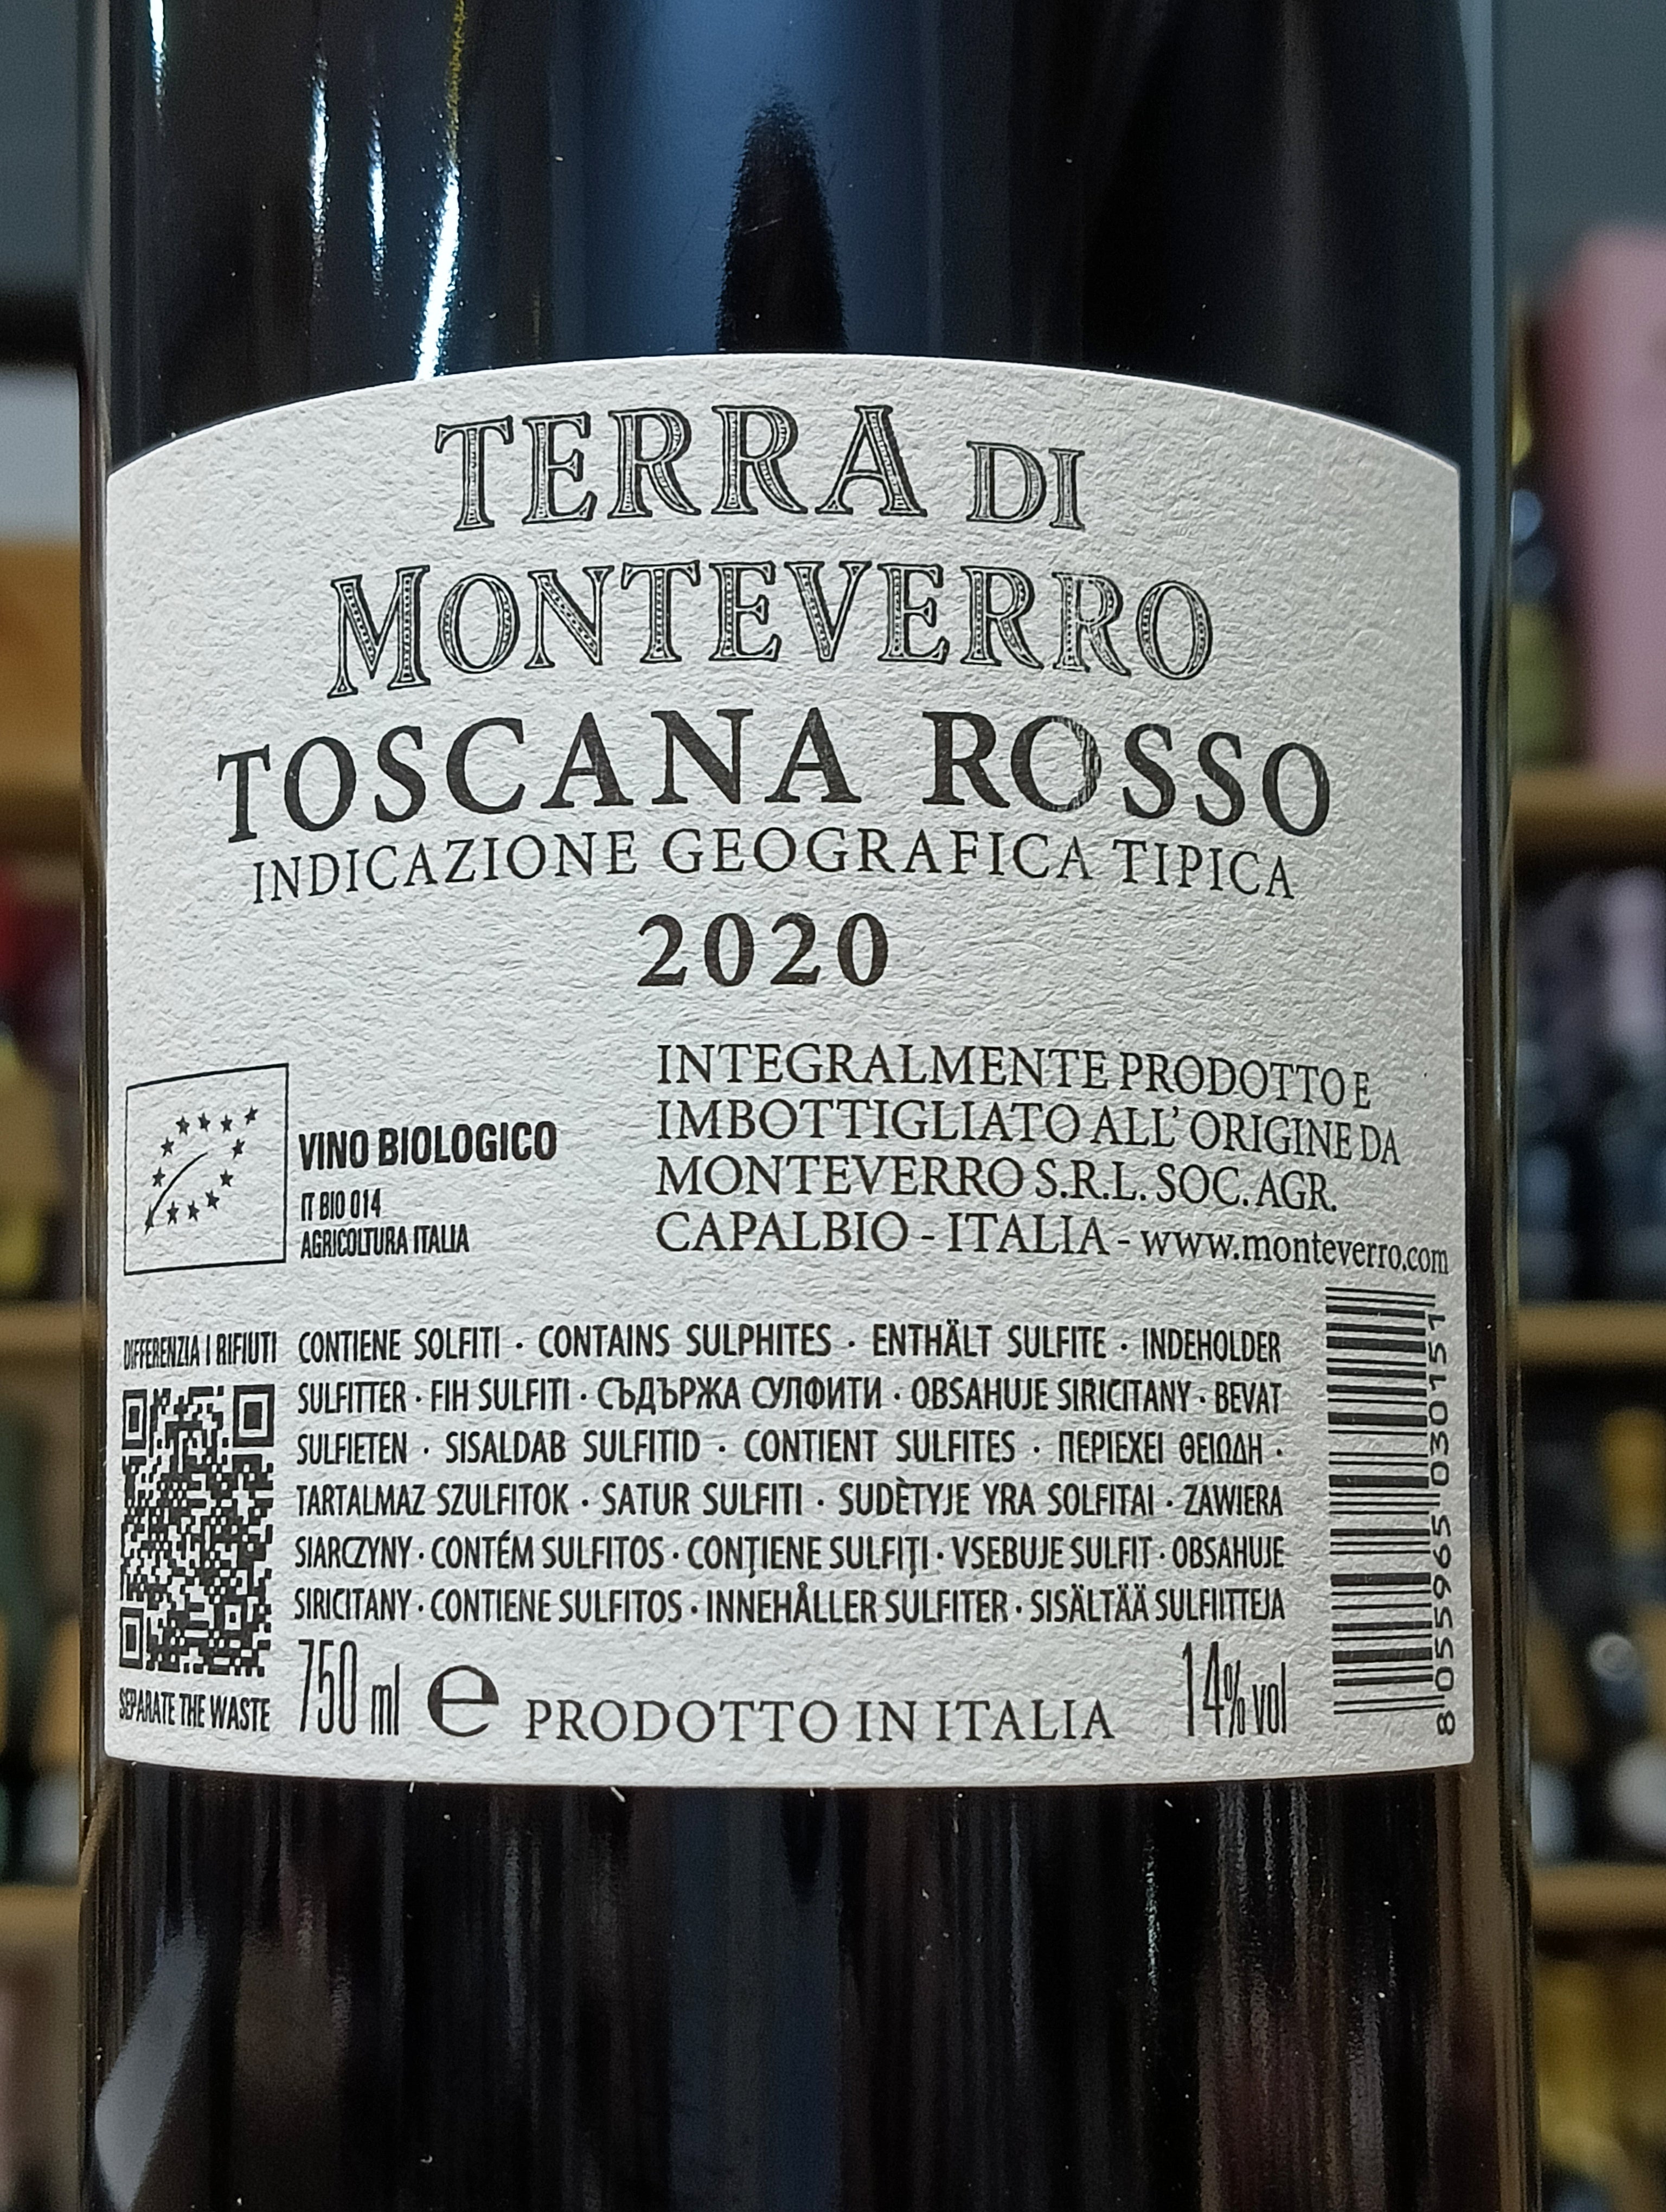 TERRA DI
MONTEVERRO
TOSCANA ROSSO
INDICAZIONE GEOGRAFICA TIPICA
2020
INTEGRALMENTE PRODOTTO E
IMBOTTIGLIATO ALL'ORIGINE DA
MONTEVERRO S.R.L. SOC. AGR.
CAPALBIO - ITALIA - www.monteverro.com
VINO BIOLOGICO
IT BIO 014
AGRICOLTURA ITALIA
DIFFERENZIA I RIFIUTI
CONTIENE SOLFITI · CONTAINS SULPHITES · ENTHÄLT SULFITE · INDEHOLDER
SULFITTER · FIH SULFITI · СЪДЪРЖА СУЛФИТИ · OBSAHUJE SIRICITANY · BEVAT
SULFIETEN · SISALDAB SULFITID · CONTIENT SULFITES · ΠΕΡΙΕΧΕΙ ΘΕΙΩΔΗ ·
TARTALMAZ SZULFITOK · SATUR SULFITI · SUDÈTYJE YRA SOLFITAI · ZAWIERA
SIARCZYNY · CONTÉM SULFITOS · CONŢIENE SULFIŢI · VSEBUJE SULFIT · OBSAHUJE
SIRICITANY · CONTIENE SULFITOS · INNEHÅLLER SULFITER · SISÄLTÄÄ SULFIITTEJA
SEPARATE THE WASTE
750 ml e PRODOTTO IN ITALIA 14% vol
8 055965 030151